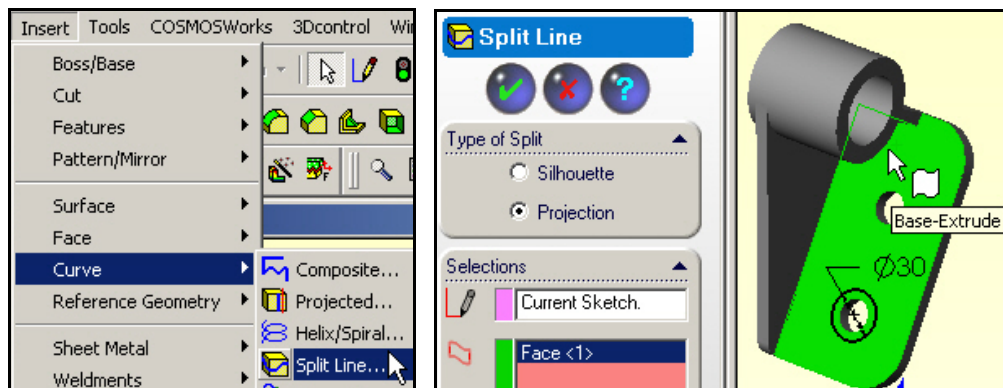 Insert Tools COSMOSWorks 3Dcontrol
Boss/Base
Cut
Features
Pattern/Mirror
Surface
Face
Curve
Reference Geometry
Sheet Metal
Weldments
Composite...
Projected...
Helix/Spiral...
Split Line...
Split Line
Type of Split
Silhouette
Projection
Selections
Current Sketch.
Face <1>
Base-Extrude
Ø30